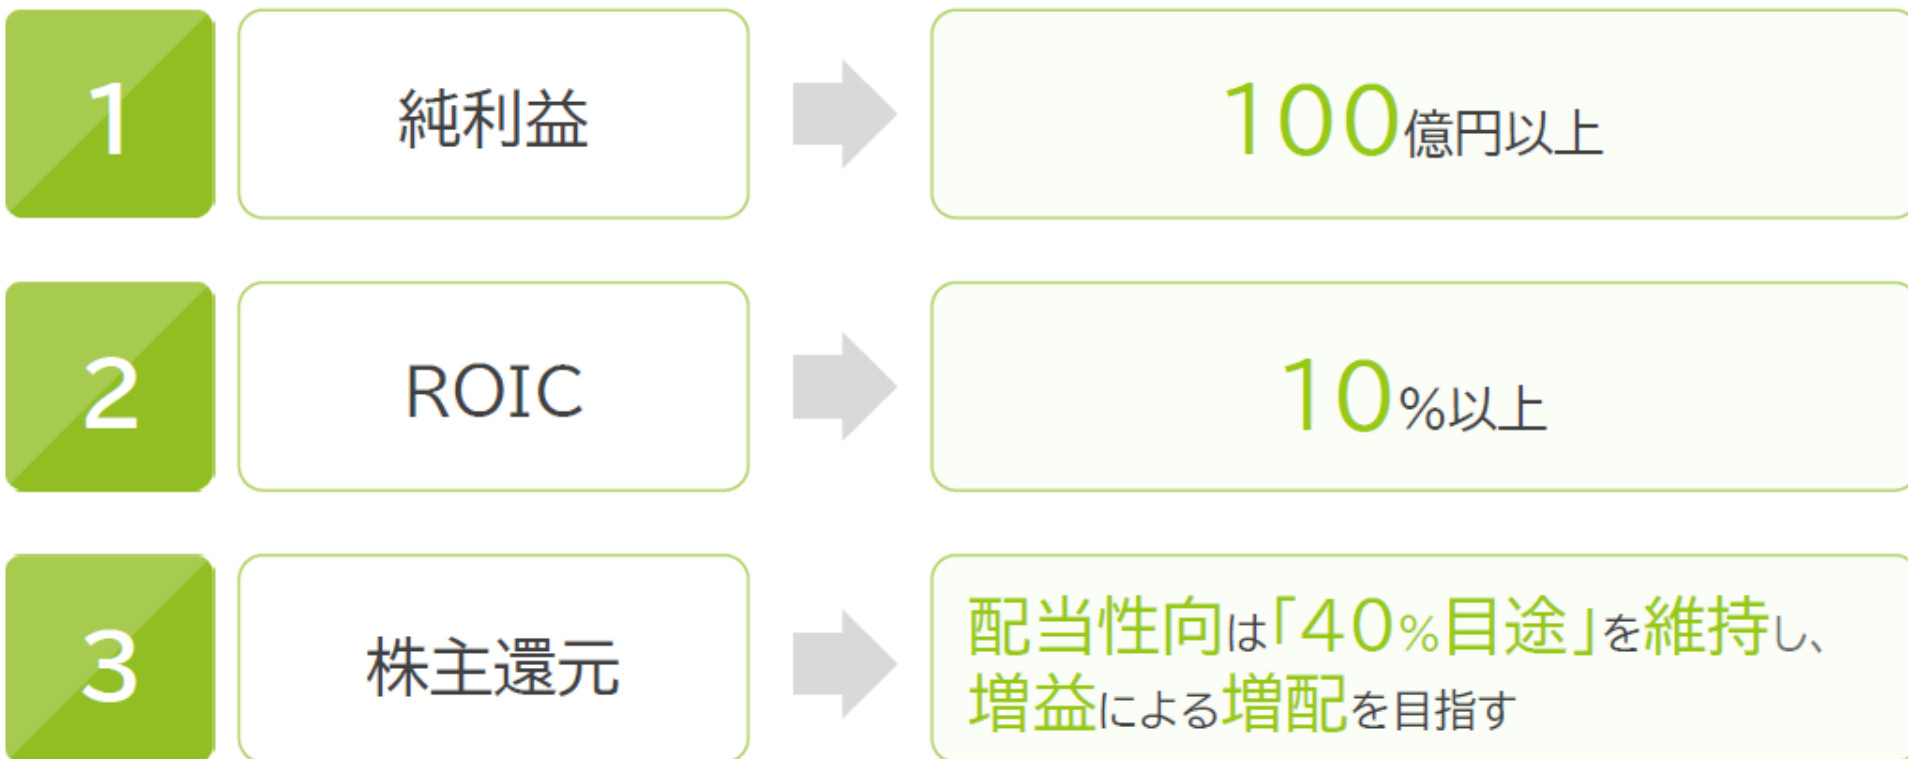 1
純利益
100億円以上
2
ROIC
10%以上
3
株主還元
配当性向は「40%目途」を維持し、
増益による増配を目指す